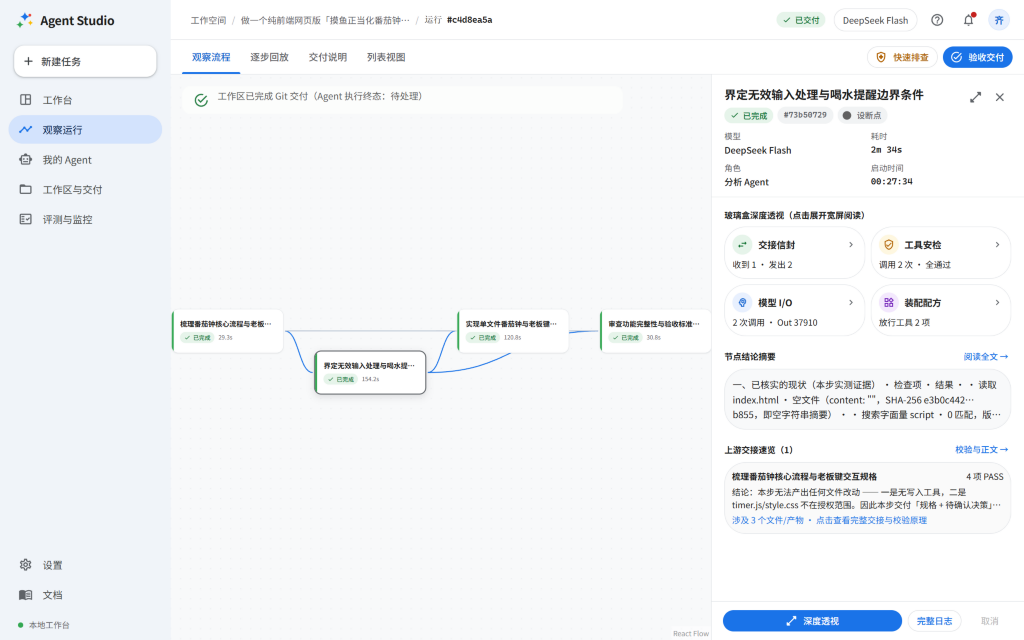 Agent Studio
新建任务
工作台
观察运行
我的 Agent
工作区与交付
评测与监控
设置
文档
本地工作台
工作空间 / 做一个纯前端网页版「摸鱼正当化番茄钟… / 运行 #c4d8ea5a
已交付
DeepSeek Flash
齐
观察流程
逐步回放
交付说明
列表视图
快速排查
验收交付
工作区已完成 Git 交付（Agent 执行终态：待处理）
梳理番茄钟核心流程与老板…
已完成 29.3s
界定无效输入处理与喝水提…
已完成 154.2s
实现单文件番茄钟与老板键…
已完成 120.8s
审查功能完整性与验收标准…
已完成 30.8s
React Flow
界定无效输入处理与喝水提醒边界条件
已完成 #73b50729 设断点
模型
DeepSeek Flash
耗时
2m 34s
角色
分析 Agent
启动时间
00:27:34
玻璃盒深度透视（点击展开宽屏阅读）
交接信封
收到 1 · 发出 2
工具安检
调用 2 次 · 全通过
模型 I/O
2 次调用 · Out 37910
装配配方
放行工具 2 项
节点结论摘要
阅读全文 →
一、已核实的现状（本步实测证据） • 检查项 • 结果 • • 读取
index.html • 空文件（content: ""，SHA-256 e3b0c442…
b855，即空字符串摘要） • • 搜索字面量 script • 0 匹配，版…
上游交接速览（1）
校验与正文 →
梳理番茄钟核心流程与老板键交互规格
4 项 PASS
结论：本步无法产出任何文件改动 —— 一是无写入工具，二是
timer.js/style.css 不在授权范围。因此本步交付「规格 + 待确认决策」…
涉及 3 个文件/产物 · 点击查看完整交接与校验原理
深度透视
完整日志
取消